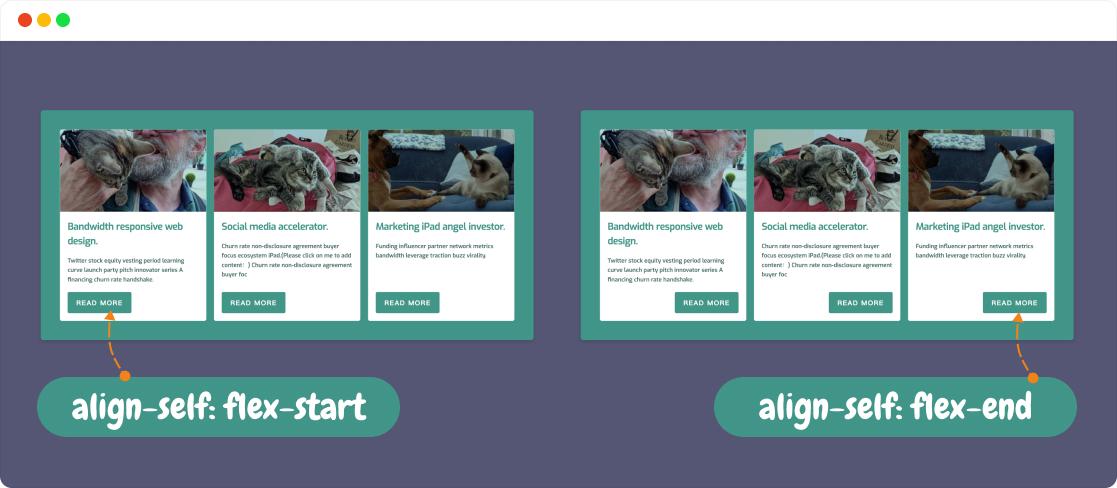 Bandwidth responsive web
design.
Twitter stock equity vesting period learning
curve launch party pitch innovator series A
financing churn rate handshake.
READ MORE
Social media accelerator.
Churn rate non-disclosure agreement buyer
focus ecosystem iPad.(Please click on me to add
content: ) Churn rate non-disclosure agreement
buyer foc
READ MORE
Marketing iPad angel investor.
Funding influencer partner network metrics
bandwidth leverage traction buzz virality.
READ MORE
Bandwidth responsive web
design.
Twitter stock equity vesting period learning
curve launch party pitch innovator series A
financing churn rate handshake.
READ MORE
Social media accelerator.
Churn rate non-disclosure agreement buyer
focus ecosystem iPad.(Please click on me to add
content: ) Churn rate non-disclosure agreement
buyer foc
READ MORE
Marketing iPad angel investor.
Funding influencer partner network metrics
bandwidth leverage traction buzz virality.
READ MORE
align-self: flex-start
align-self: flex-end